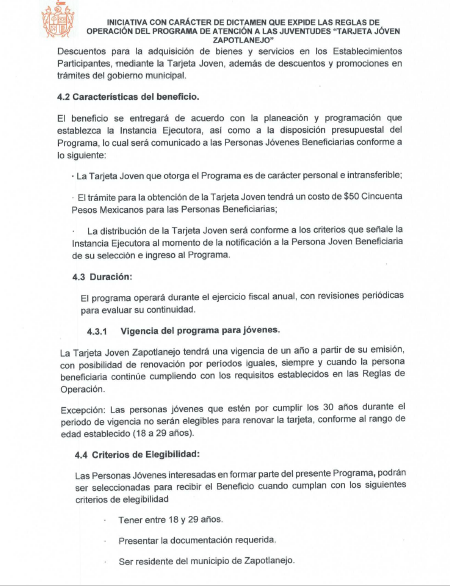 INICIATIVA CON CARÁCTER DE DICTAMEN QUE EXPIDE LAS REGLAS DE
OPERACIÓN DEL PROGRAMA DE ATENCIÓN A LAS JUVENTUDES "TARJETA JÓVEN
ZAPOTLANEJO"
Descuentos para la adquisición de bienes y servicios en los Establecimientos
Participantes, mediante la Tarjeta Joven, además de descuentos y promociones en
trámites del gobierno municipal.
4.2 Características del beneficio.
El beneficio se entregará de acuerdo con la planeación y programación que
establezca la Instancia Ejecutora, así como a la disposición presupuestal del
Programa, lo cual será comunicado a las Personas Jóvenes Beneficiarias conforme a
lo siguiente:
· La Tarjeta Joven que otorga el Programa es de carácter personal e intransferible;
· El trámite para la obtención de la Tarjeta Joven tendrá un costo de $50 Cincuenta
Pesos Mexicanos para las Personas Beneficiarias;
· La distribución de la Tarjeta Joven será conforme a los criterios que señale la
Instancia Ejecutora al momento de la notificación a la Persona Joven Beneficiaria
de su selección e ingreso al Programa.
4.3 Duración:
El programa operará durante el ejercicio fiscal anual, con revisiones periódicas
para evaluar su continuidad.
4.3.1 Vigencia del programa para jóvenes.
La Tarjeta Joven Zapotlanejo tendrá una vigencia de un año a partir de su emisión,
con posibilidad de renovación por períodos iguales, siempre y cuando la persona
beneficiaria continúe cumpliendo con los requisitos establecidos en las Reglas de
Operación.
Excepción: Las personas jóvenes que estén por cumplir los 30 años durante el
periodo de vigencia no serán elegibles para renovar la tarjeta, conforme al rango de
edad establecido (18 a 29 años).
4.4 Criterios de Elegibilidad:
Las Personas Jóvenes interesadas en formar parte del presente Programa, podrán
ser seleccionadas para recibir el Beneficio cuando cumplan con los siguientes
criterios de elegibilidad
· Tener entre 18 y 29 años.
· Presentar la documentación requerida.
· Ser residente del municipio de Zapotlanejo.